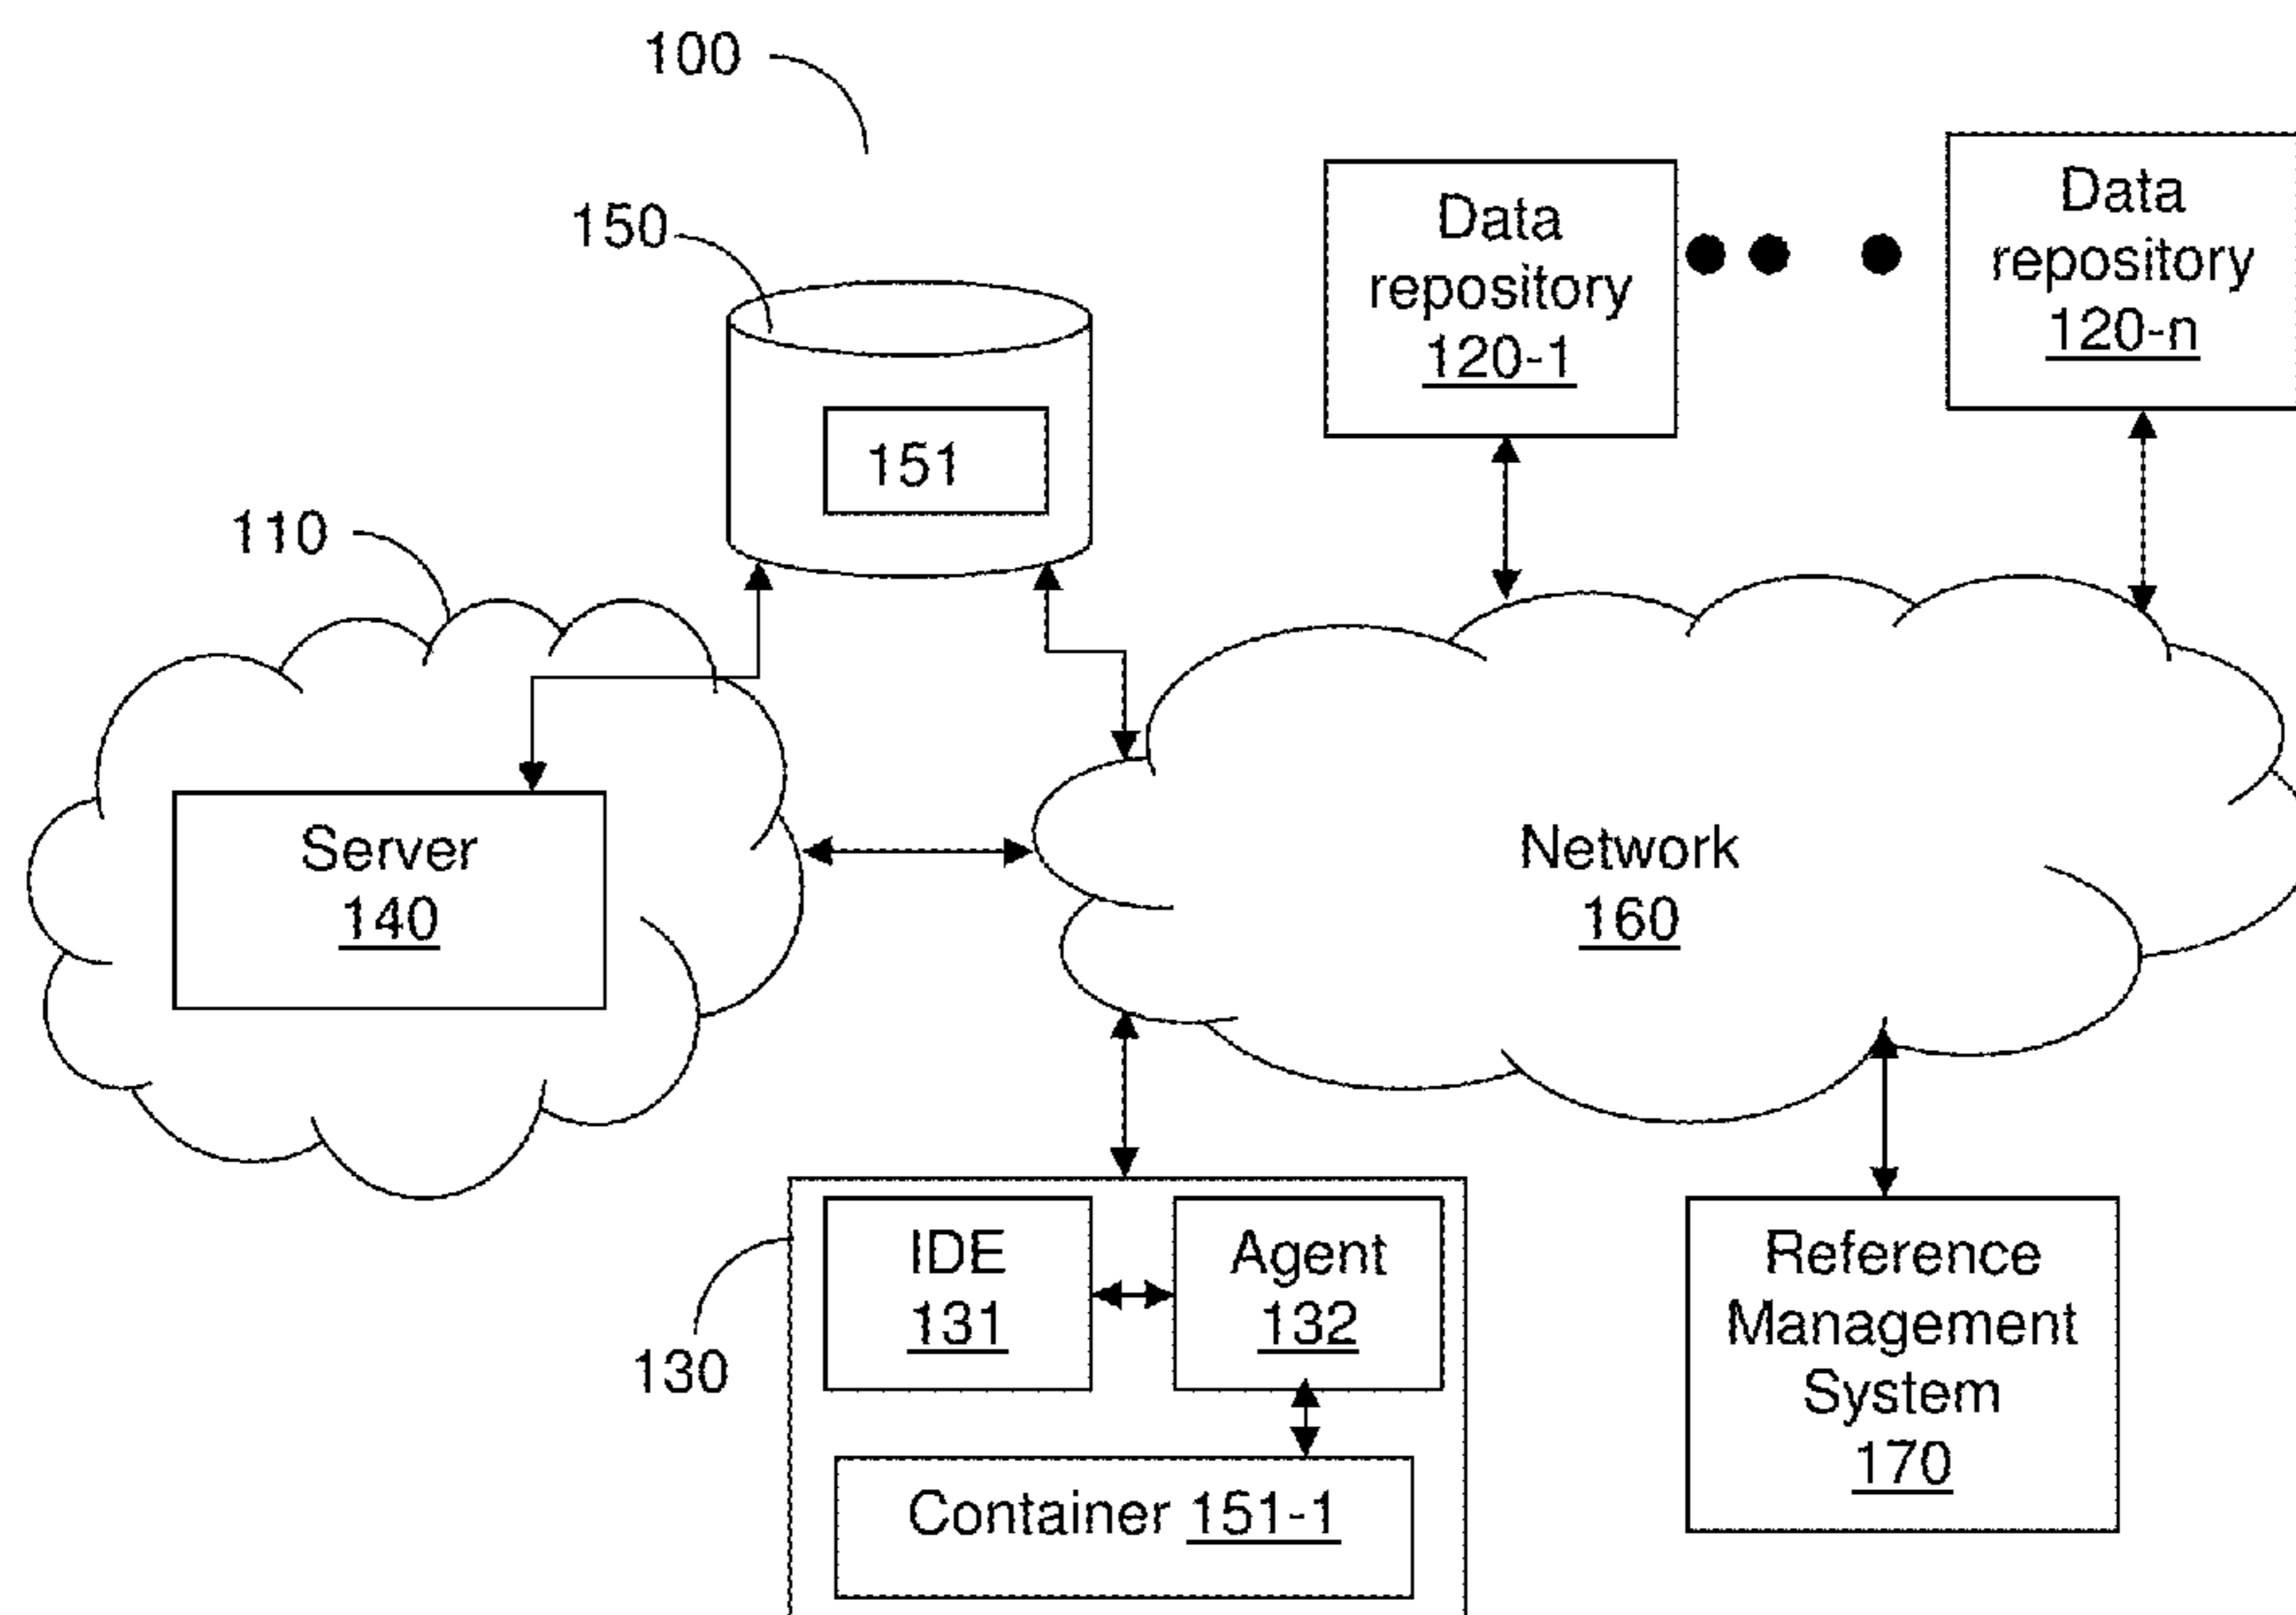 100
150
Data
repository
120-1
Data
repository
120-n
151
110
Server
140
Network
160
IDE
131
Agent
132
130
Container 151-1
Reference
Management
System
170